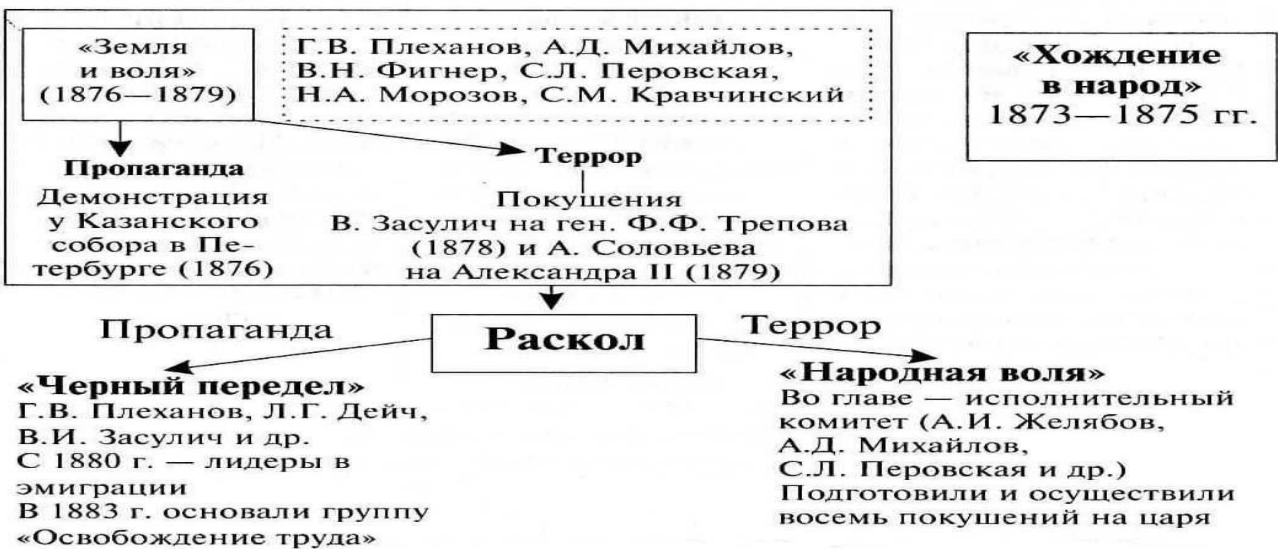 «Земля
и воля»
(1876—1879)
Г.В. Плеханов, А.Д. Михайлов,
В.Н. Фигнер, С.Л. Перовская,
Н.А. Морозов, С.М. Кравчинский
«Хождение
в народ»
1873—1875 гг.
Пропаганда
Демонстрация
у Казанского
собора в Пе-
тербурге (1876)
Террор
Покушения
В. Засулич на ген. Ф.Ф. Трепова
(1878) и А. Соловьева
на Александра II (1879)
Пропаганда
Раскол
Террор
«Черный передел»
Г.В. Плеханов, Л.Г. Дейч,
В.И. Засулич и др.
С 1880 г. — лидеры в
эмиграции
В 1883 г. основали группу
«Освобождение труда»
«Народная воля»
Во главе — исполнительный
комитет (А.И. Желябов,
А.Д. Михайлов,
С.Л. Перовская и др.)
Подготовили и осуществили
восемь покушений на царя